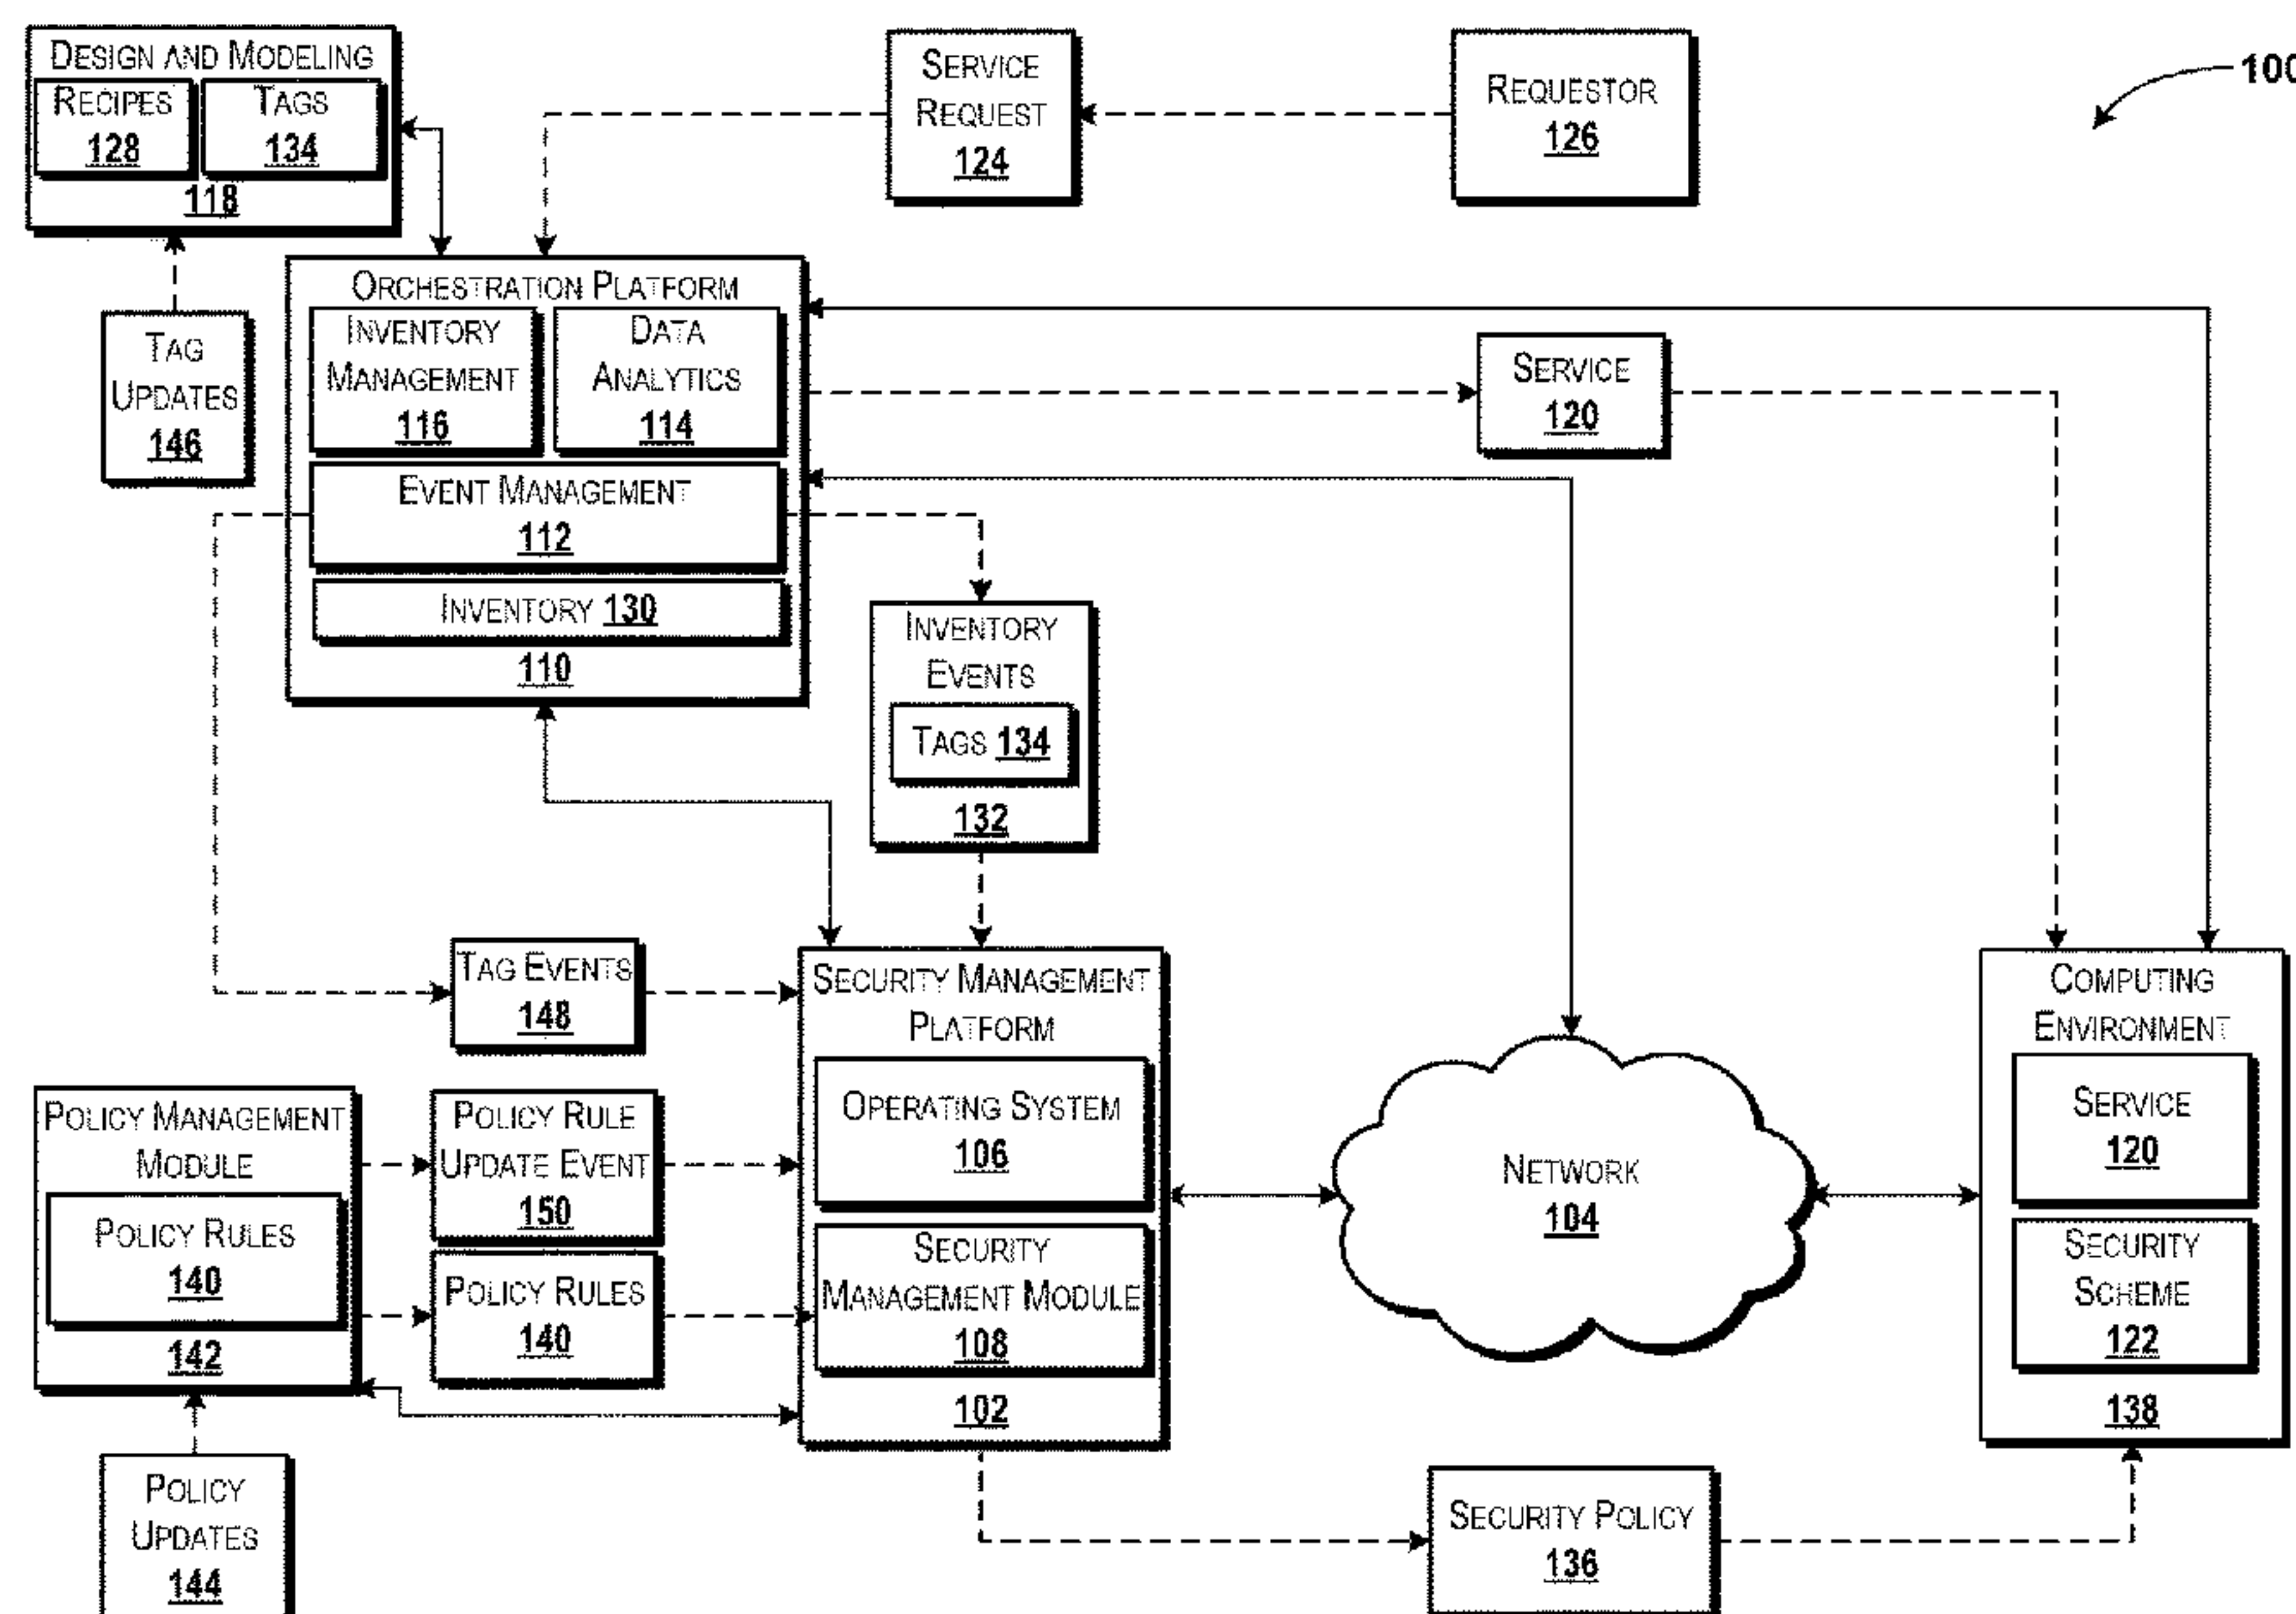 DESIGN AND MODELING
RECIPES
128
TAGS
134
118
SERVICE
REQUEST
124
REQUESTOR
126
100
TAG
UPDATES
146
ORCHESTRATION PLATFORM
INVENTORY
MANAGEMENT
116
DATA
ANALYTICS
114
EVENT MANAGEMENT
112
INVENTORY 130
110
SERVICE
120
INVENTORY
EVENTS
TAGS 134
132
TAG EVENTS
148
SECURITY MANAGEMENT
PLATFORM
OPERATING SYSTEM
106
SECURITY
MANAGEMENT MODULE
108
102
POLICY MANAGEMENT
MODULE
POLICY RULES
140
142
POLICY RULE
UPDATE EVENT
150
POLICY RULES
140
NETWORK
104
COMPUTING
ENVIRONMENT
SERVICE
120
SECURITY
SCHEME
122
138
POLICY
UPDATES
144
SECURITY POLICY
136